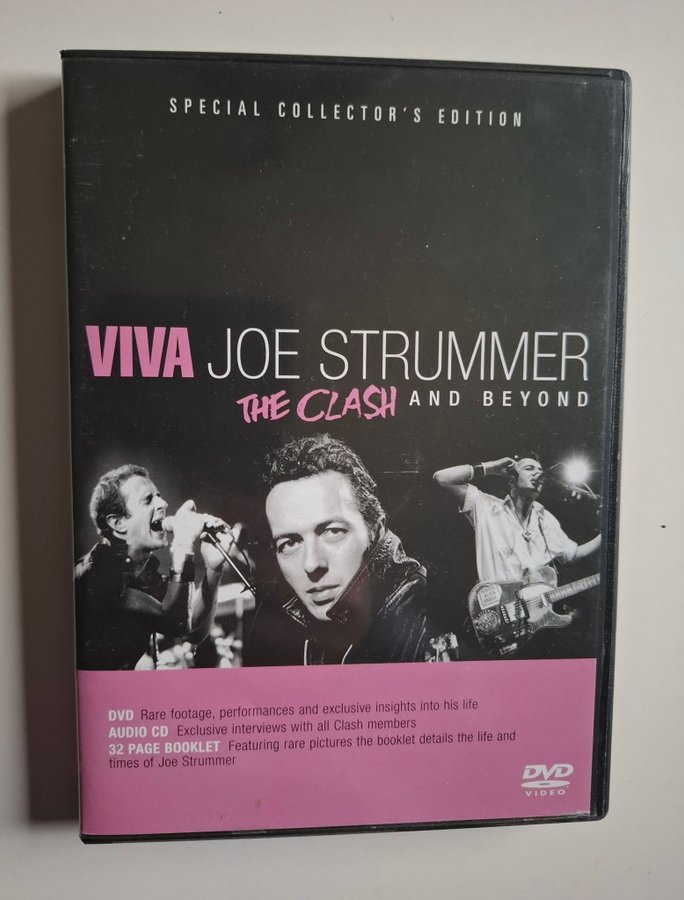 SPECIAL COLLECTOR'S EDITION
VIVA JOE STRUMMER
THE CLASH AND BEYOND
DVD Rare footage, performances and exclusive insights into his life
AUDIO CD Exclusive interviews with all Clash members
32 PAGE BOOKLET Featuring rare pictures the booklet details the life and
times of Joe Strummer
DVD
VIDEO